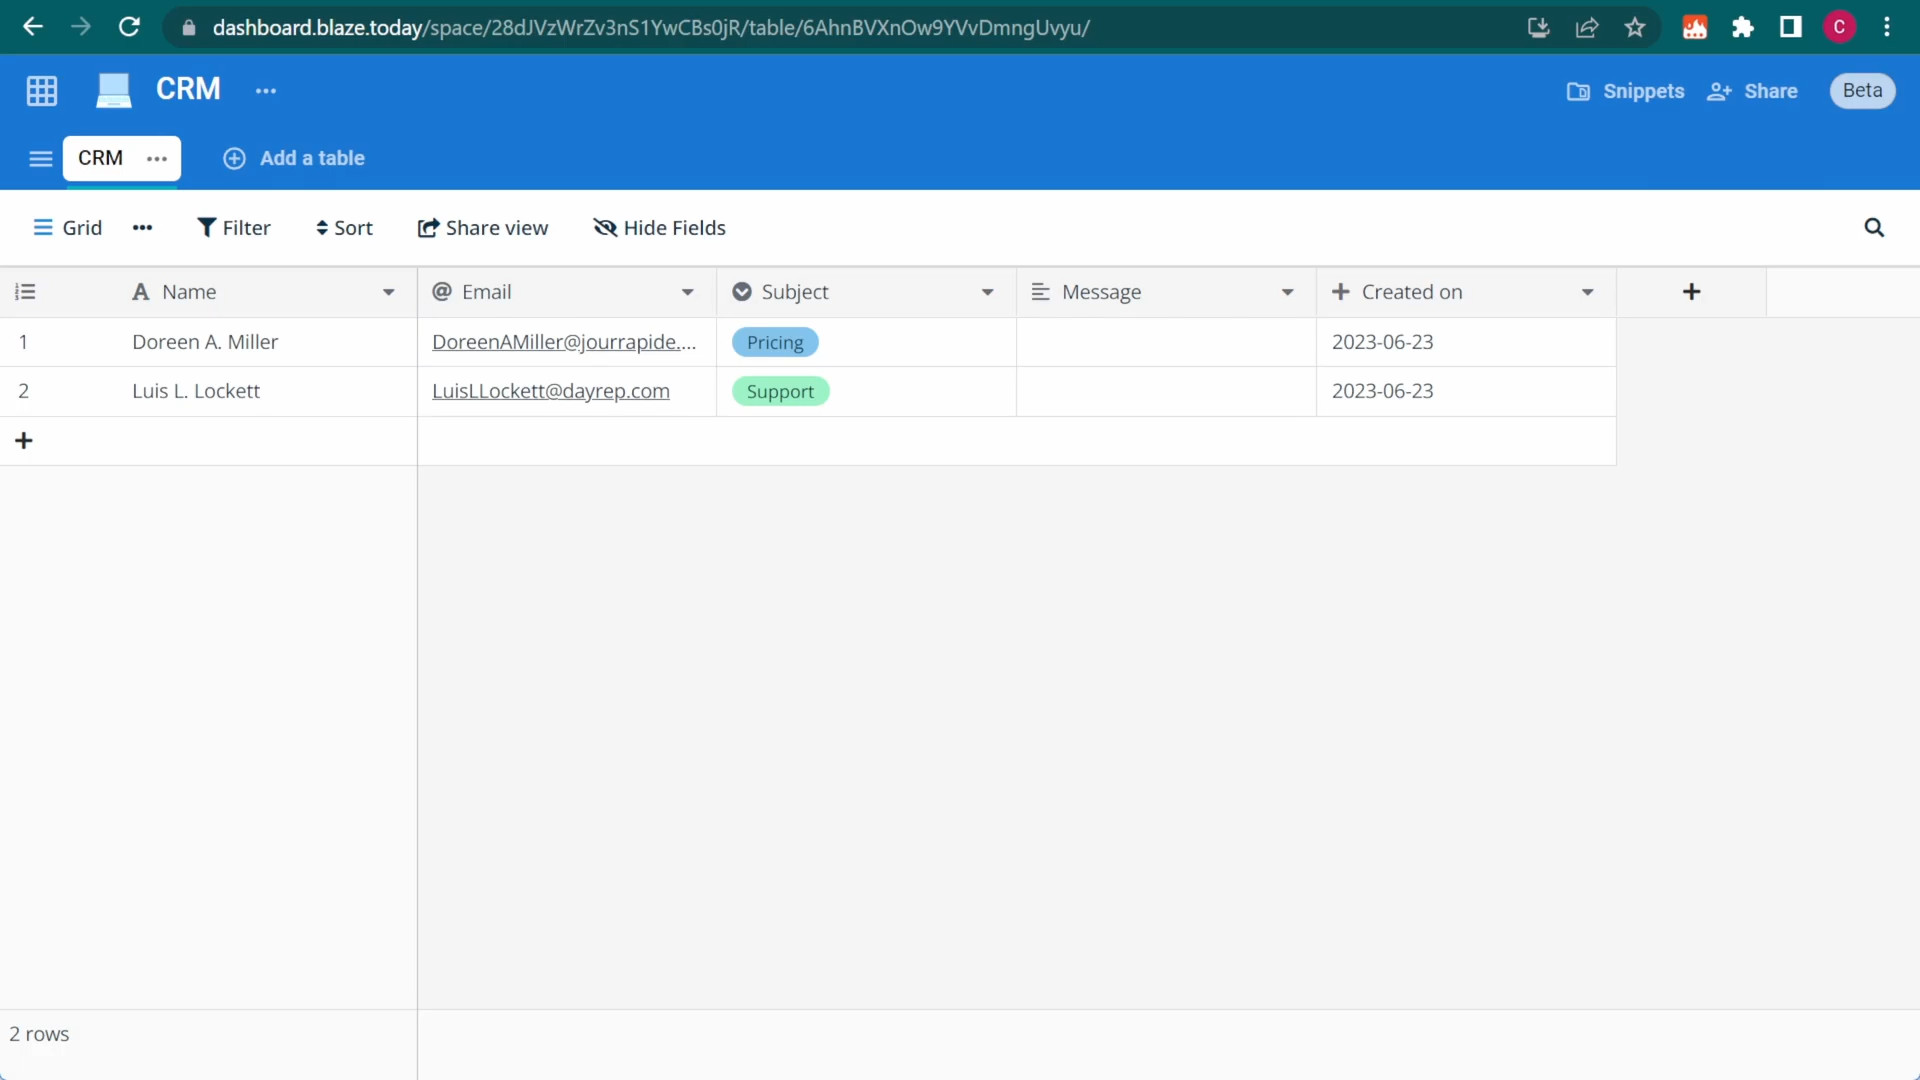 dashboard.blaze.today/space/28dJVzWrZv3nS1YwCBs0jR/table/6AhnBVXnOw9YVvDmngUvyu/
C
CRM
Snippets
Share
Beta
CRM
Add a table
Grid
Filter
Sort
Share view
Hide Fields
Name
Email
Subject
Message
Created on
1 Doreen A. Miller DoreenAMiller@jourrapide.... Pricing 2023-06-23
2 Luis L. Lockett LuisLLockett@dayrep.com Support 2023-06-23
2 rows